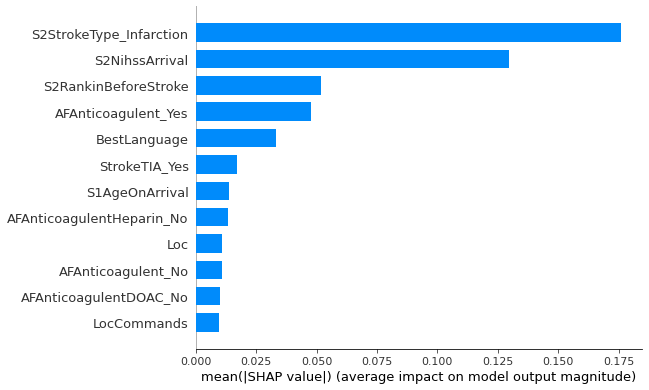 S2StrokeType_Infarction
S2NihssArrival
S2RankinBeforeStroke
AFAnticoagulent_Yes
BestLanguage
StrokeTIA_Yes
S1AgeOnArrival
AFAnticoagulentHeparin_No
Loc
AFAnticoagulent_No
AFAnticoagulentDOAC_No
LocCommands
0.000 0.025 0.050 0.075 0.100 0.125 0.150 0.175
mean(|SHAP value|) (average impact on model output magnitude)